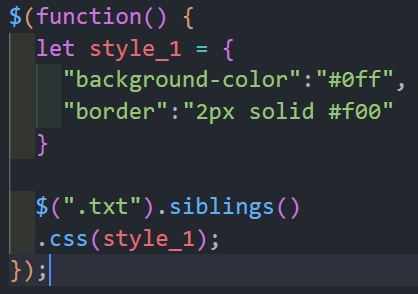 $(function() {
  let style_1 = {
    "background-color":"#0ff",
    "border":"2px solid #f00"
  }

  $(".txt").siblings()
  .css(style_1);
});